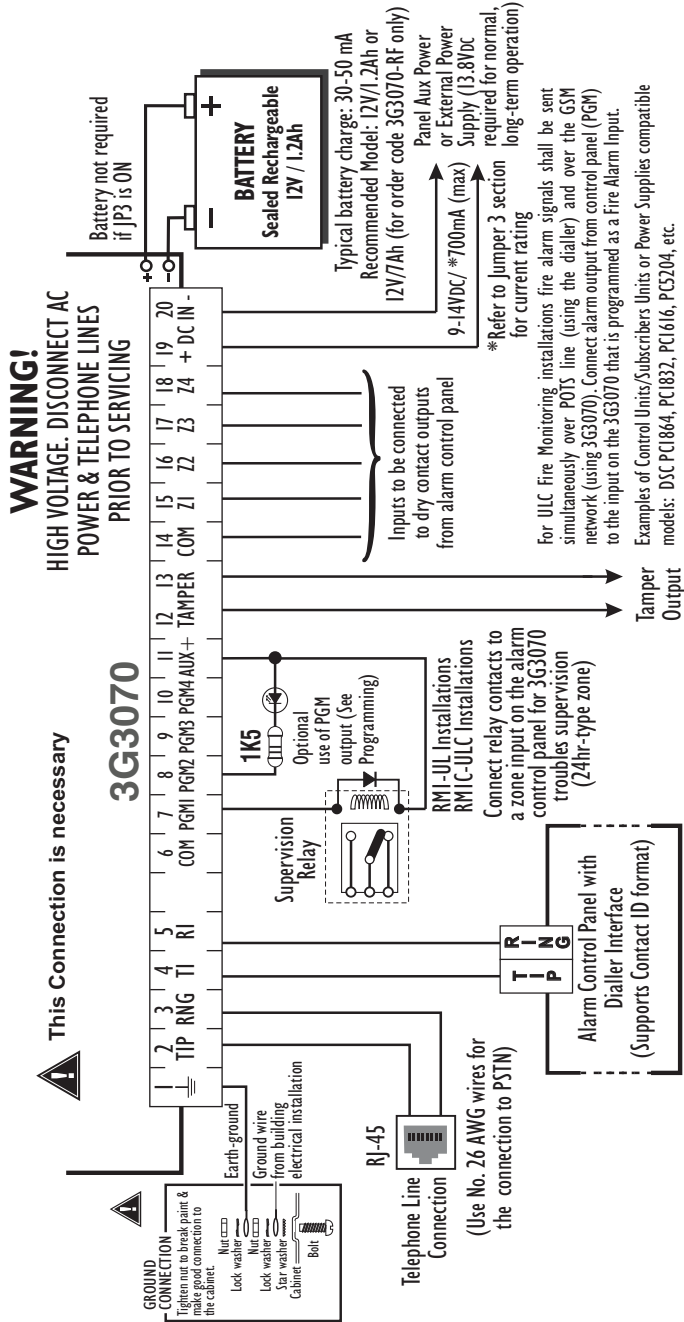 WARNING!
HIGH VOLTAGE. DISCONNECT AC
POWER & TELEPHONE LINES
PRIOR TO SERVICING
This Connection is necessary
3G3070
1 2 3 4 5 6 7 8 9 10 11 12 13 14 15 16 17 18 19 20
TIP RNG T1 R1 COM PGM1 PGM2 PGM3 PGM4 AUX+ TAMPER COM Z1 Z2 Z3 Z4 + DC IN -
Battery not required
if JP3 is ON
+
-
- +
BATTERY
Sealed Rechargeable
12V / 1.2Ah
Typical battery charge: 30-50 mA
Recommended Model: 12V/1.2Ah or
12V/7Ah (for order code 3G3070-RF only)
Panel Aux Power
or External Power
Supply (13.8VDC
required for normal,
long-term operation)
9-14VDC/ *700mA (max)
*Refer to Jumper 3 section
for current rating
Inputs to be connected
to dry contact outputs
from alarm control panel
For ULC Fire Monitoring installations fire alarm signals shall be sent
simultaneously over POTS line (using the dialler) and over the GSM
network (using 3G3070). Connect alarm output from control panel (PGM)
to the input on the 3G3070 that is programmed as a Fire Alarm Input.
Examples of Control Units/Subscribers Units or Power Supplies compatible
models: DSC PC1864, PC1832, PC1616, PC5204, etc.
Tamper
Output
1K5
Optional
use of PGM
output (See
Programming)
Supervision
Relay
RM1-UL Installations
RM1C-ULC Installations
Connect relay contacts to
a zone input on the alarm
control panel for 3G3070
troubles supervision
(24hr-type zone)
TIP
RING
Alarm Control Panel with
Dialler Interface
(Supports Contact ID format)
GROUND
CONNECTION
Tighten nut to break paint &
make good connection to
the cabinet.
Nut
Lock washer
Nut
Lock washer
Star washer
Cabinet
Bolt
Earth-ground
Ground wire
from building
electrical installation
RJ-45
Telephone Line
Connection
(Use No. 26 AWG wires for
the connection to PSTN)